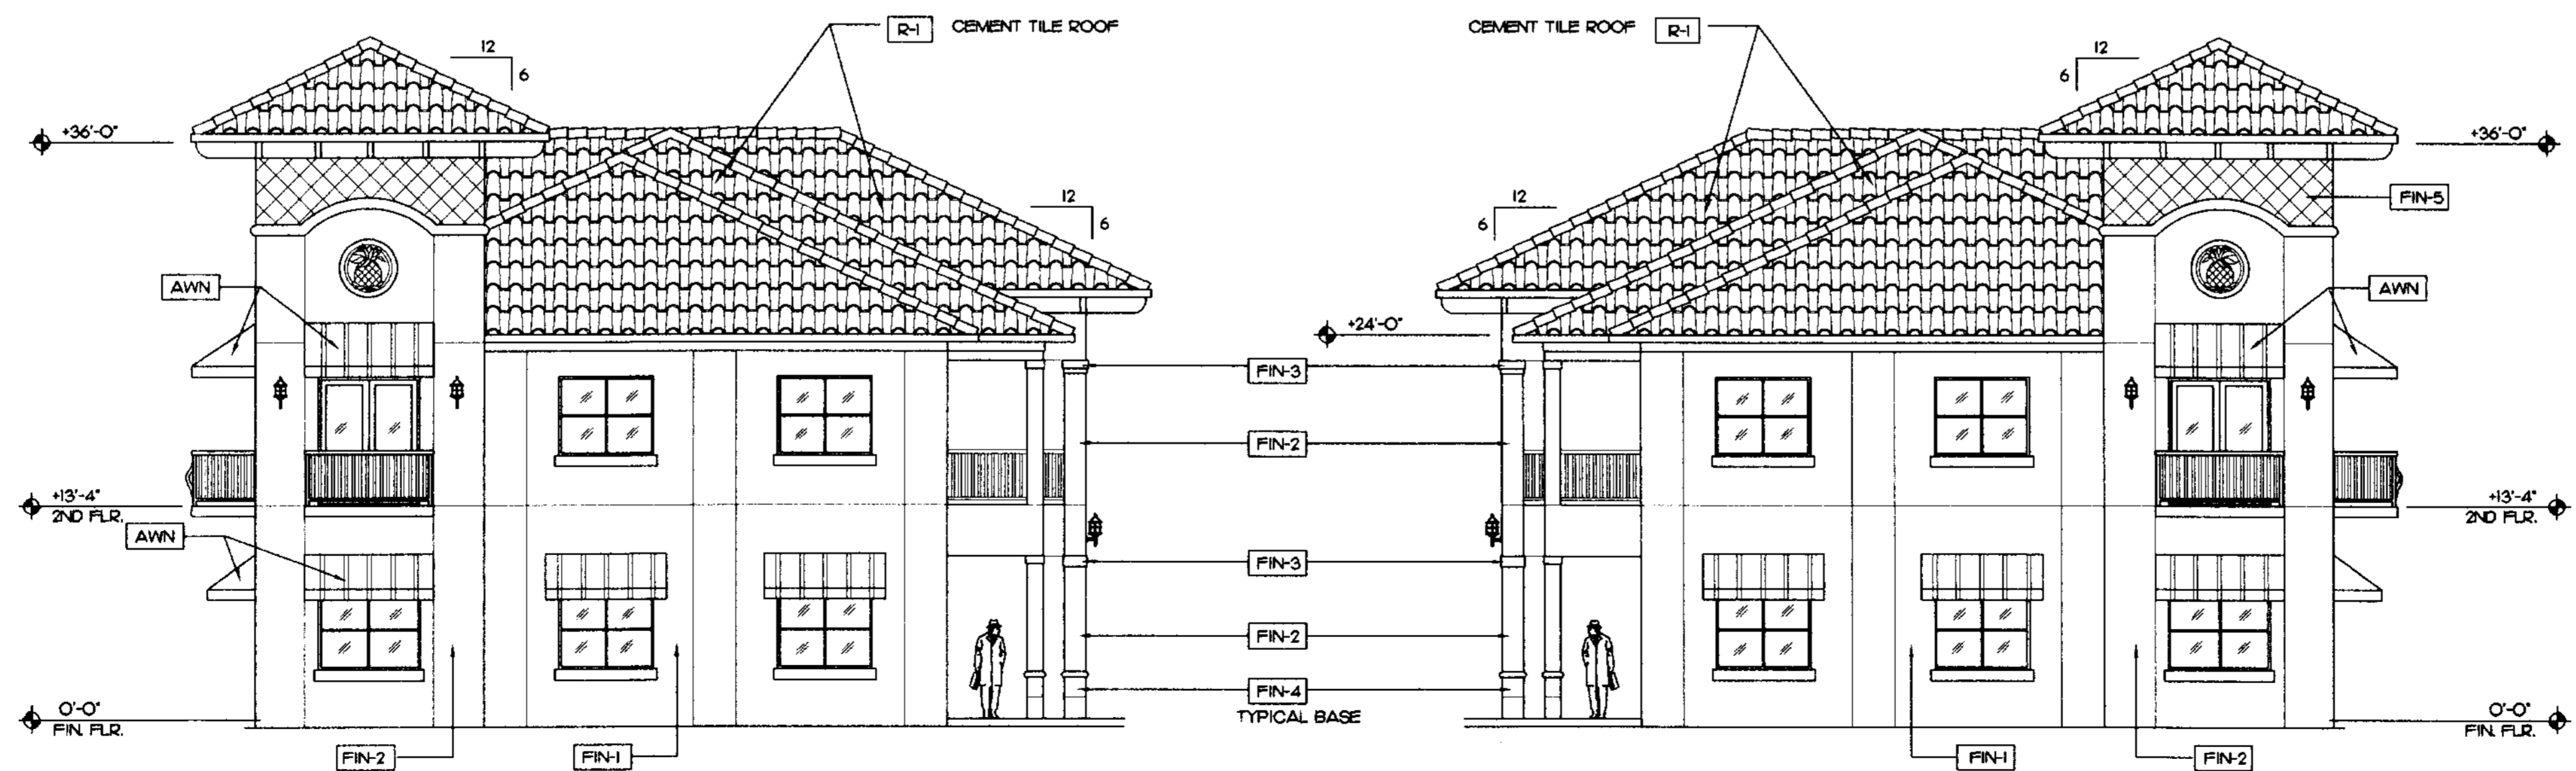 R-1 CEMENT TILE ROOF
12
6
+36'-0"
12
6
AWN
+13'-4"
2ND FLR.
AWN
0'-0"
FIN. FLR.
FIN-2
FIN-1
CEMENT TILE ROOF R-1
12
6
+36'-0"
12
6
FIN-5
AWN
+24'-0"
FIN-3
FIN-2
FIN-3
FIN-2
FIN-4
TYPICAL BASE
+13'-4"
2ND FLR.
0'-0"
FIN. FLR.
FIN-1
FIN-2